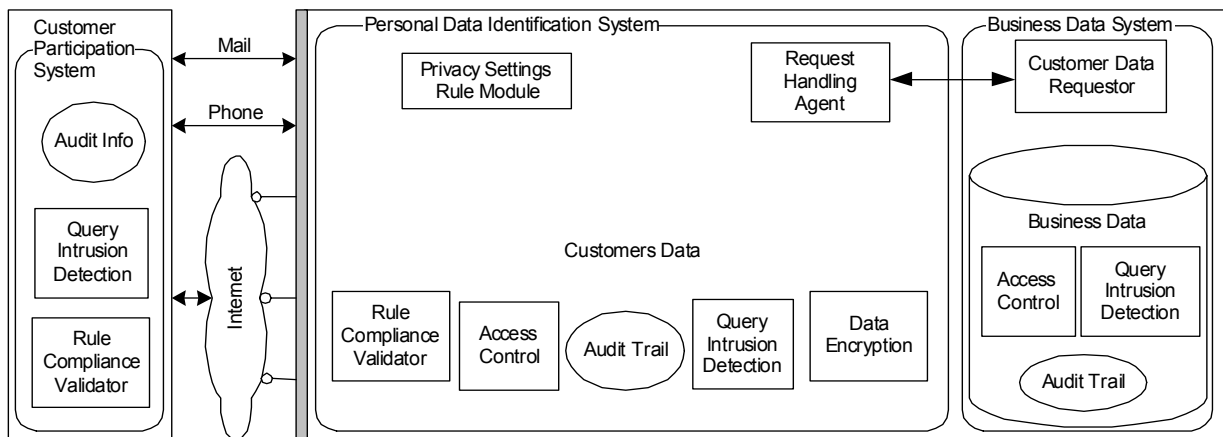 Customer
Participation
System
Audit Info
Query
Intrusion
Detection
Rule
Compliance
Validator
Mail
Phone
Internet
Personal Data Identification System
Privacy Settings
Rule Module
Request
Handling
Agent
Customers Data
Rule
Compliance
Validator
Access
Control
Audit Trail
Query
Intrusion
Detection
Data
Encryption
Business Data System
Customer Data
Requestor
Business Data
Access
Control
Query
Intrusion
Detection
Audit Trail